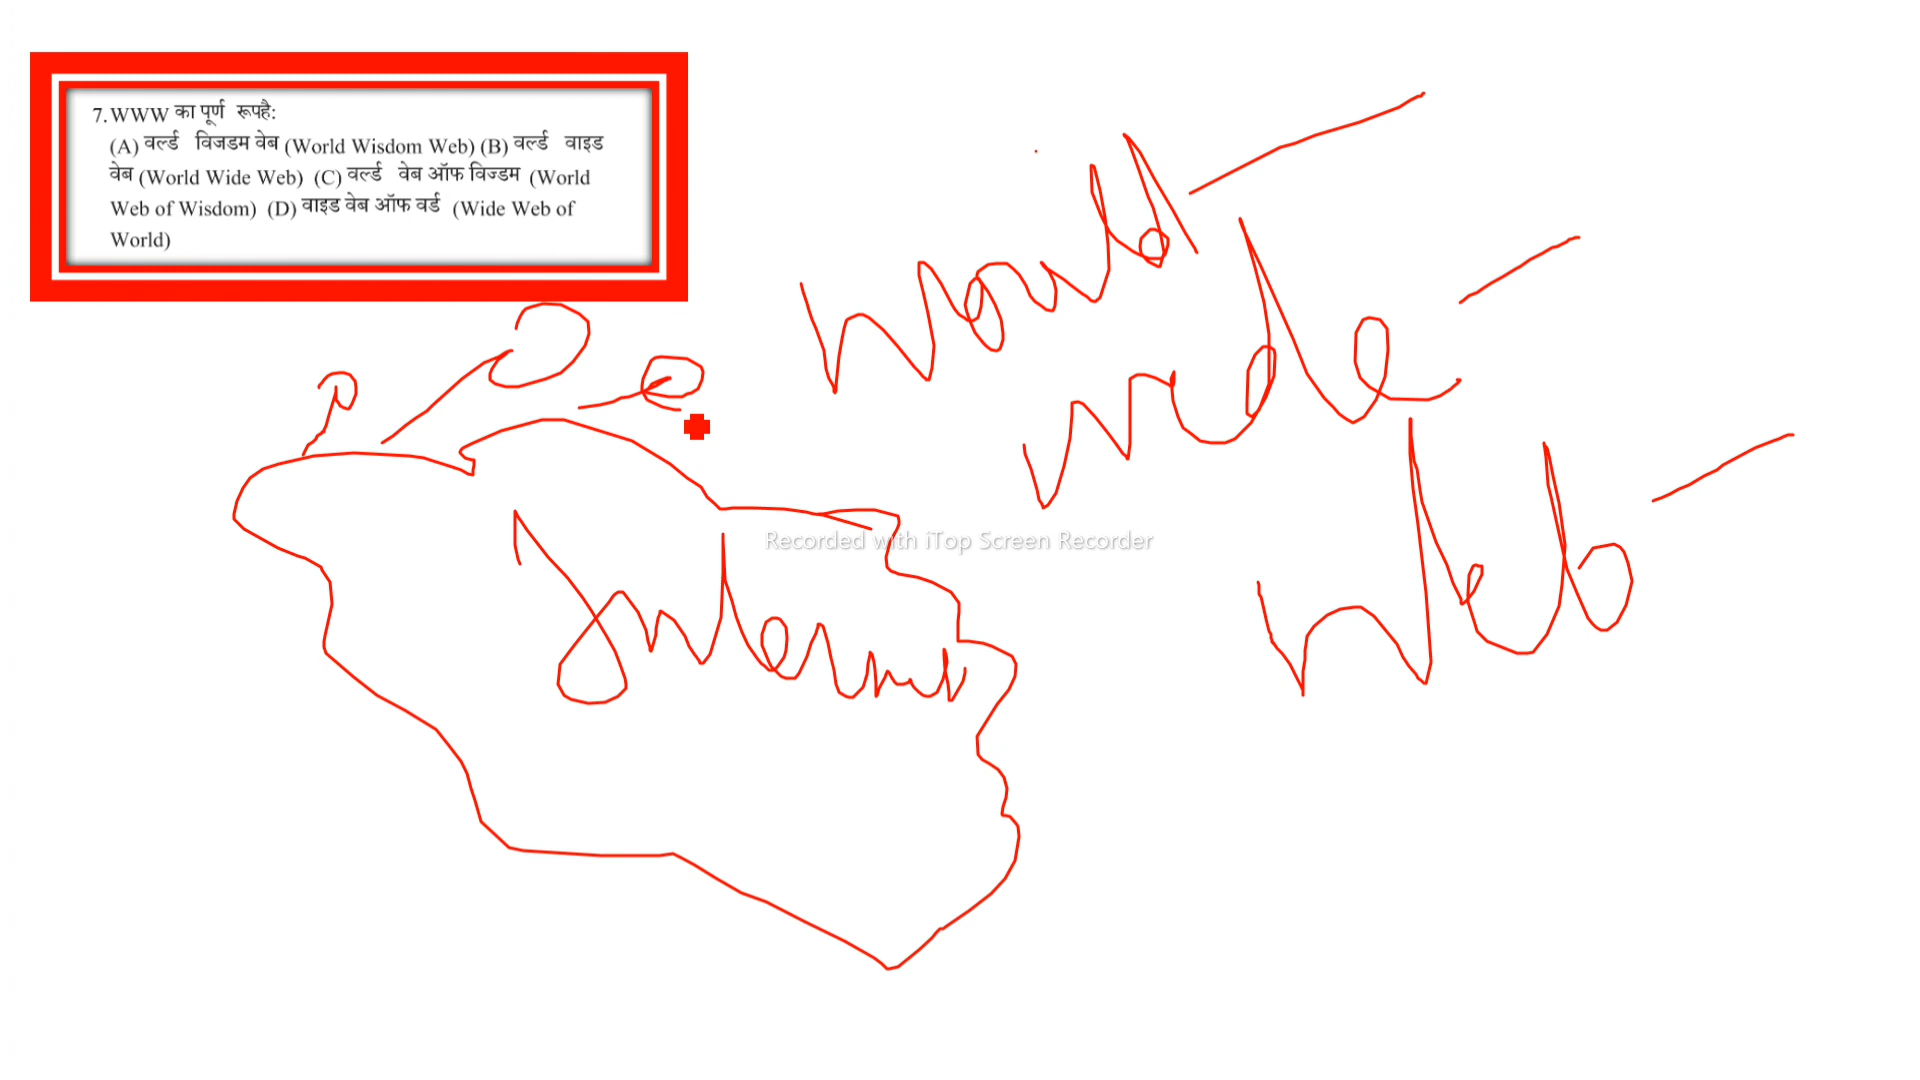 7. WWW का पूर्ण रूपहै:
(A) वर्ल्ड विजडम वेब (World Wisdom Web) (B) वर्ल्ड वाइड
वेब (World Wide Web) (C) वर्ल्ड वेब ऑफ विज्डम (World
Web of Wisdom) (D) वाइड वेब ऑफ वर्ड (Wide Web of
World)
World
wide
Web
Recorded with iTop Screen Recorder
Internet